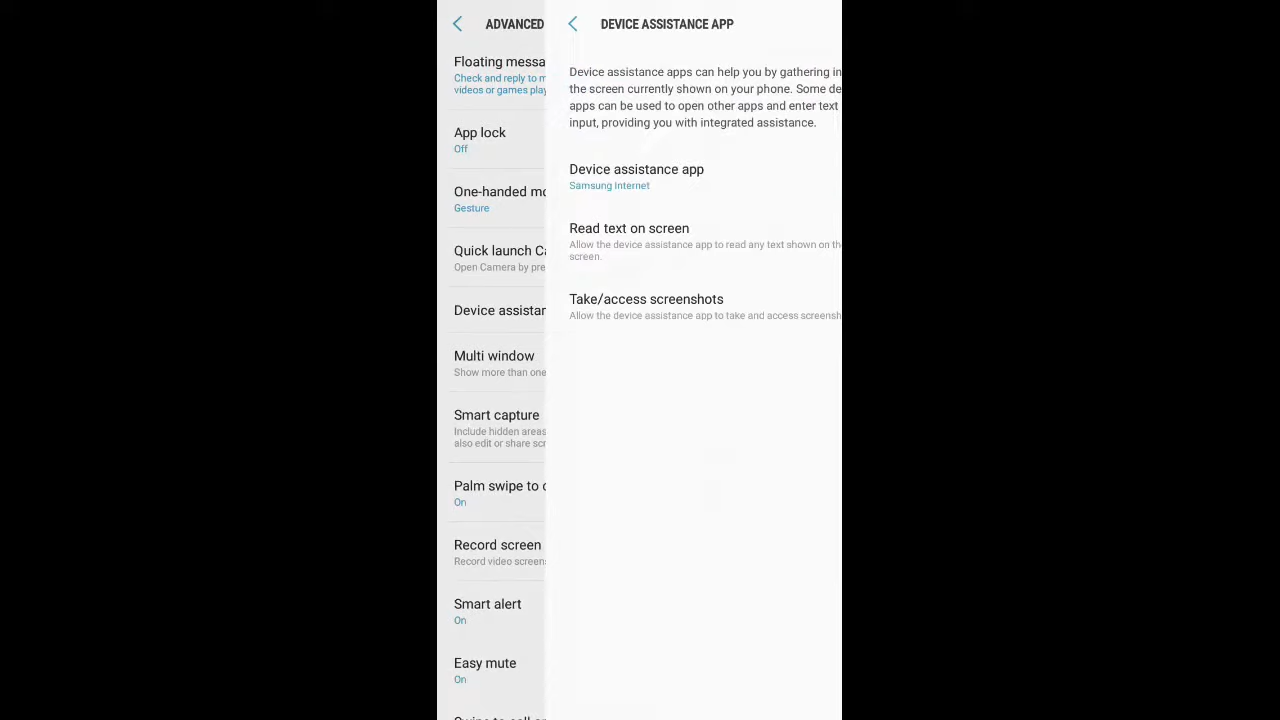 ADVANCED
Floating messa
Check and reply to m
videos or games play
App lock
Off
One-handed mo
Gesture
Quick launch Ca
Open Camera by pre
Device assistan
Multi window
Show more than one
Smart capture
Include hidden areas
also edit or share scr
Palm swipe to c
On
Record screen
Record video screens
Smart alert
On
Easy mute
On
DEVICE ASSISTANCE APP
Device assistance apps can help you by gathering in
the screen currently shown on your phone. Some de
apps can be used to open other apps and enter text
input, providing you with integrated assistance.
Device assistance app
Samsung Internet
Read text on screen
Allow the device assistance app to read any text shown on th
screen.
Take/access screenshots
Allow the device assistance app to take and access screensh